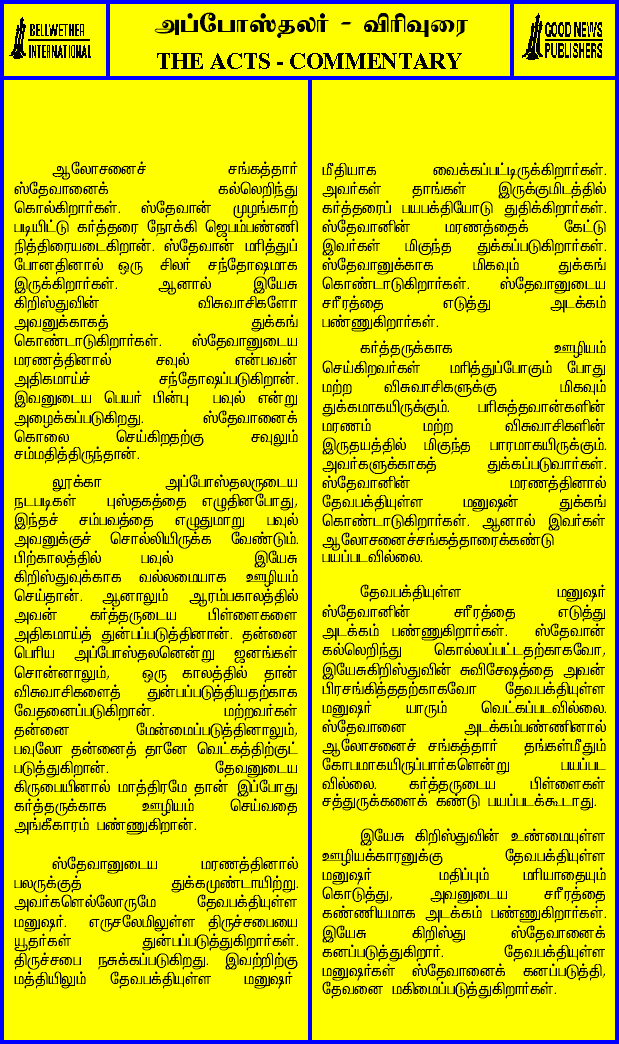 BELLWETHER
INTERNATIONAL
அப்போஸ்தலர் - விரிவுரை
THE ACTS - COMMENTARY
GOOD NEWS
PUBLISHERS
ஆலோசனைச் சங்கத்தார்
ஸ்தேவானைக் கல்லெறிந்து
கொல்கிறார்கள். ஸ்தேவான் முழங்காற்
படியிட்டு கர்த்தரை நோக்கி ஜெபம்பண்ணி
நித்திரையடைகிறான். ஸ்தேவான் மரித்துப்
போனதினால் ஒரு சிலர் சந்தோஷமாக
இருக்கிறார்கள். ஆனால் இயேசு
கிறிஸ்துவின் விசுவாசிகளோ
அவனுக்காகத் துக்கங்
கொண்டாடுகிறார்கள். ஸ்தேவானுடைய
மரணத்தினால் சவுல் என்பவன்
அதிகமாய்ச் சந்தோஷப்படுகிறான்.
இவனுடைய பெயர் பின்பு பவுல் என்று
அழைக்கப்படுகிறது. ஸ்தேவானைக்
கொலை செய்கிறதற்கு சவுலும்
சம்மதித்திருந்தான்.
லூக்கா அப்போஸ்தலருடைய
நடபடிகள் புஸ்தகத்தை எழுதினபோது,
இந்தச் சம்பவத்தை எழுதுமாறு பவுல்
அவனுக்குச் சொல்லியிருக்க வேண்டும்.
பிற்காலத்தில் பவுல் இயேசு
கிறிஸ்துவுக்காக வல்லமையாக ஊழியம்
செய்தான். ஆனாலும் ஆரம்பகாலத்தில்
அவன் கர்த்தருடைய பிள்ளைகளை
அதிகமாய்த் துன்பப்படுத்தினான். தன்னை
பெரிய அப்போஸ்தலனென்று ஜனங்கள்
சொன்னாலும், ஒரு காலத்தில் தான்
விசுவாசிகளைத் துன்பப்படுத்தியதற்காக
வேதனைப்படுகிறான். மற்றவர்கள்
தன்னை மேன்மைப்படுத்தினாலும்,
பவுலோ தன்னைத் தானே வெட்கத்திற்குட்
படுத்துகிறான். தேவனுடைய
கிருபையினால் மாத்திரமே தான் இப்போது
கர்த்தருக்காக ஊழியம் செய்வதை
அங்கீகாரம் பண்ணுகிறான்.
ஸ்தேவானுடைய மரணத்தினால்
பலருக்குத் துக்கமுண்டாயிற்று.
அவர்களெல்லோருமே தேவபக்தியுள்ள
மனுஷர். எருசலேமிலுள்ள திருச்சபையை
யூதர்கள் துன்பப்படுத்துகிறார்கள்.
திருச்சபை நசுக்கப்படுகிறது. இவற்றிற்கு
மத்தியிலும் தேவபக்தியுள்ள மனுஷர்
மீதியாக வைக்கப்பட்டிருக்கிறார்கள்.
அவர்கள் தாங்கள் இருக்குமிடத்தில்
கர்த்தரைப் பயபக்தியோடு துதிக்கிறார்கள்.
ஸ்தேவானின் மரணத்தைக் கேட்டு
இவர்கள் மிகுந்த துக்கப்படுகிறார்கள்.
ஸ்தேவானுக்காக மிகவும் துக்கங்
கொண்டாடுகிறார்கள். ஸ்தேவானுடைய
சரீரத்தை எடுத்து அடக்கம்
பண்ணுகிறார்கள்.
கர்த்தருக்காக ஊழியம்
செய்கிறவர்கள் மரித்துப்போகும் போது
மற்ற விசுவாசிகளுக்கு மிகவும்
துக்கமாகயிருக்கும். பரிசுத்தவான்களின்
மரணம் மற்ற விசுவாசிகளின்
இருதயத்தில் மிகுந்த பாரமாகயிருக்கும்.
அவர்களுக்காகத் துக்கப்படுவார்கள்.
ஸ்தேவானின் மரணத்தினால்
தேவபக்தியுள்ள மனுஷன் துக்கங்
கொண்டாடுகிறார்கள். ஆனால் இவர்கள்
ஆலோசனைச்சங்கத்தாரைக்கண்டு
பயப்படவில்லை.
தேவபக்தியுள்ள மனுஷர்
ஸ்தேவானின் சரீரத்தை எடுத்து
அடக்கம் பண்ணுகிறார்கள். ஸ்தேவான்
கல்லெறிந்து கொல்லப்பட்டதற்காகவோ,
இயேசுகிறிஸ்துவின் சுவிசேஷத்தை அவன்
பிரசங்கித்ததற்காகவோ தேவபக்தியுள்ள
மனுஷர் யாரும் வெட்கப்படவில்லை.
ஸ்தேவானை அடக்கம்பண்ணினால்
ஆலோசனைச் சங்கத்தார் தங்கள்மீதும்
கோபமாகயிருப்பார்களென்று பயப்பட
வில்லை. கர்த்தருடைய பிள்ளைகள்
சத்துருக்களைக் கண்டு பயப்படக்கூடாது.
இயேசு கிறிஸ்துவின் உண்மையுள்ள
ஊழியக்காரனுக்கு தேவபக்தியுள்ள
மனுஷர் மதிப்பும் மரியாதையும்
கொடுத்து, அவனுடைய சரீரத்தை
கண்ணியமாக அடக்கம் பண்ணுகிறார்கள்.
இயேசு கிறிஸ்து ஸ்தேவானைக்
கனப்படுத்துகிறார். தேவபக்தியுள்ள
மனுஷர்கள் ஸ்தேவானைக் கனப்படுத்தி,
தேவனை மகிமைப்படுத்துகிறார்கள்.